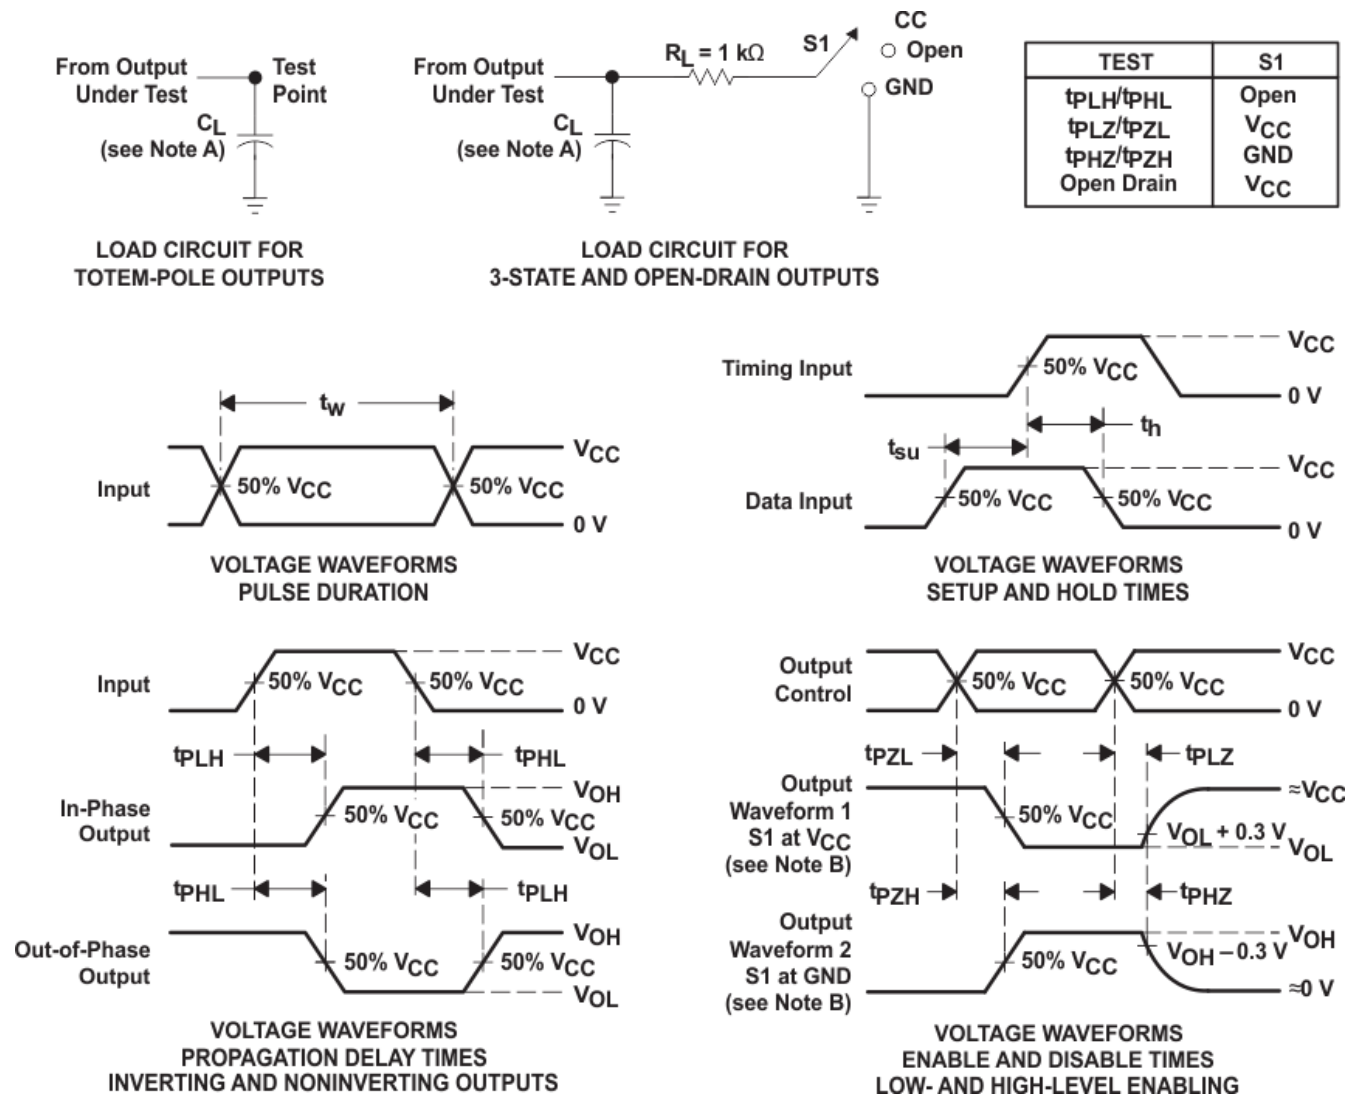 From Output
Under Test
Test
Point
CL
(see Note A)
LOAD CIRCUIT FOR
TOTEM-POLE OUTPUTS
From Output
Under Test
RL = 1 kΩ
S1
CC
Open
GND
CL
(see Note A)
LOAD CIRCUIT FOR
3-STATE AND OPEN-DRAIN OUTPUTS
TEST S1
tPLH/tPHL Open
tPLZ/tPZL VCC
tPHZ/tPZH GND
Open Drain VCC
tw
Input
50% VCC
50% VCC
VCC
0 V
VOLTAGE WAVEFORMS
PULSE DURATION
Timing Input
50% VCC
VCC
0 V
tsu
th
Data Input
50% VCC
50% VCC
VCC
0 V
VOLTAGE WAVEFORMS
SETUP AND HOLD TIMES
Input
50% VCC
50% VCC
VCC
0 V
tPLH
tPHL
In-Phase
Output
50% VCC
50% VCC
VOH
VOL
tPHL
tPLH
Out-of-Phase
Output
50% VCC
50% VCC
VOH
VOL
VOLTAGE WAVEFORMS
PROPAGATION DELAY TIMES
INVERTING AND NONINVERTING OUTPUTS
Output
Control
50% VCC
50% VCC
VCC
0 V
tPZL
tPLZ
Output
Waveform 1
S1 at VCC
(see Note B)
50% VCC
VOL + 0.3 V
≈VCC
VOL
tPZH
tPHZ
Output
Waveform 2
S1 at GND
(see Note B)
50% VCC
VOH – 0.3 V
VOH
≈0 V
VOLTAGE WAVEFORMS
ENABLE AND DISABLE TIMES
LOW- AND HIGH-LEVEL ENABLING